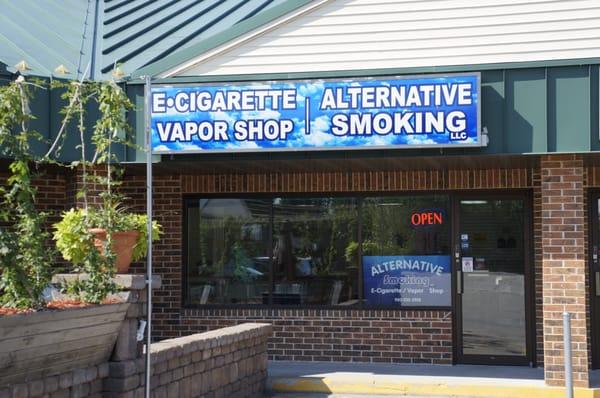 E•CIGARETTE
VAPOR SHOP
ALTERNATIVE
SMOKING LLC
OPEN
ALTERNATIVE
Smoking
E-Cigarette / Vapor Shop